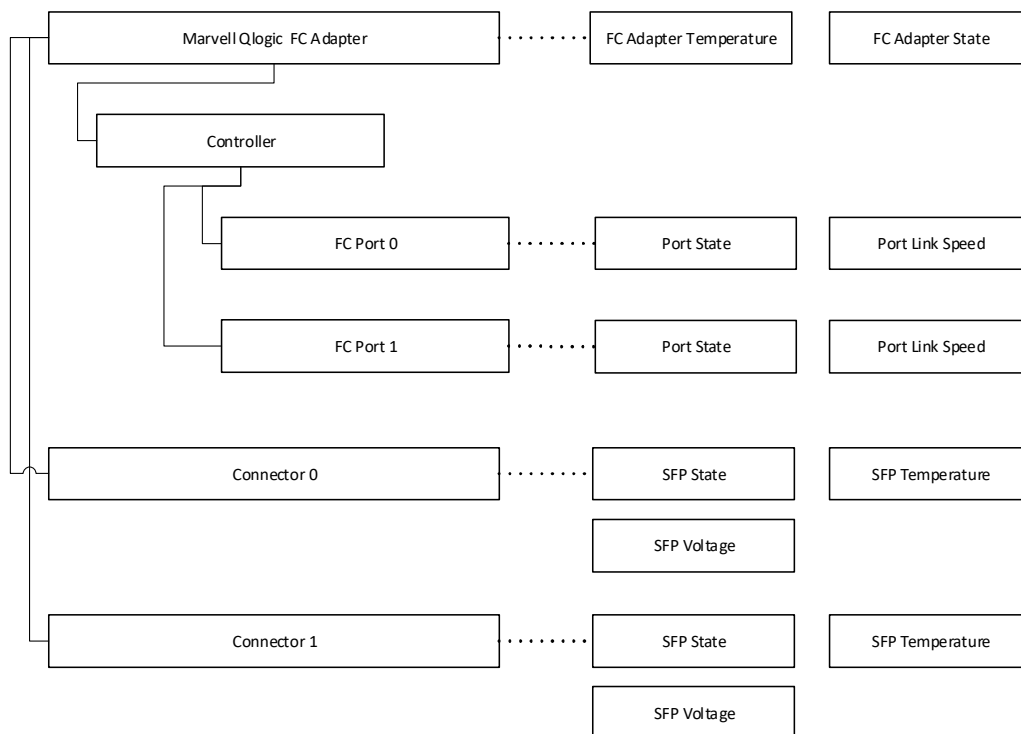 Marvell Qlogic FC Adapter
FC Adapter Temperature
FC Adapter State
Controller
FC Port 0
Port State
Port Link Speed
FC Port 1
Port State
Port Link Speed
Connector 0
SFP State
SFP Temperature
SFP Voltage
Connector 1
SFP State
SFP Temperature
SFP Voltage